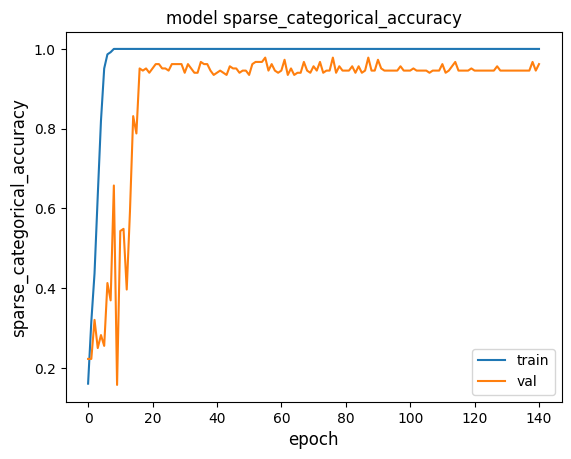 model sparse_categorical_accuracy
sparse_categorical_accuracy
1.0
0.8
0.6
0.4
0.2
0 20 40 60 80 100 120 140
epoch
train
val